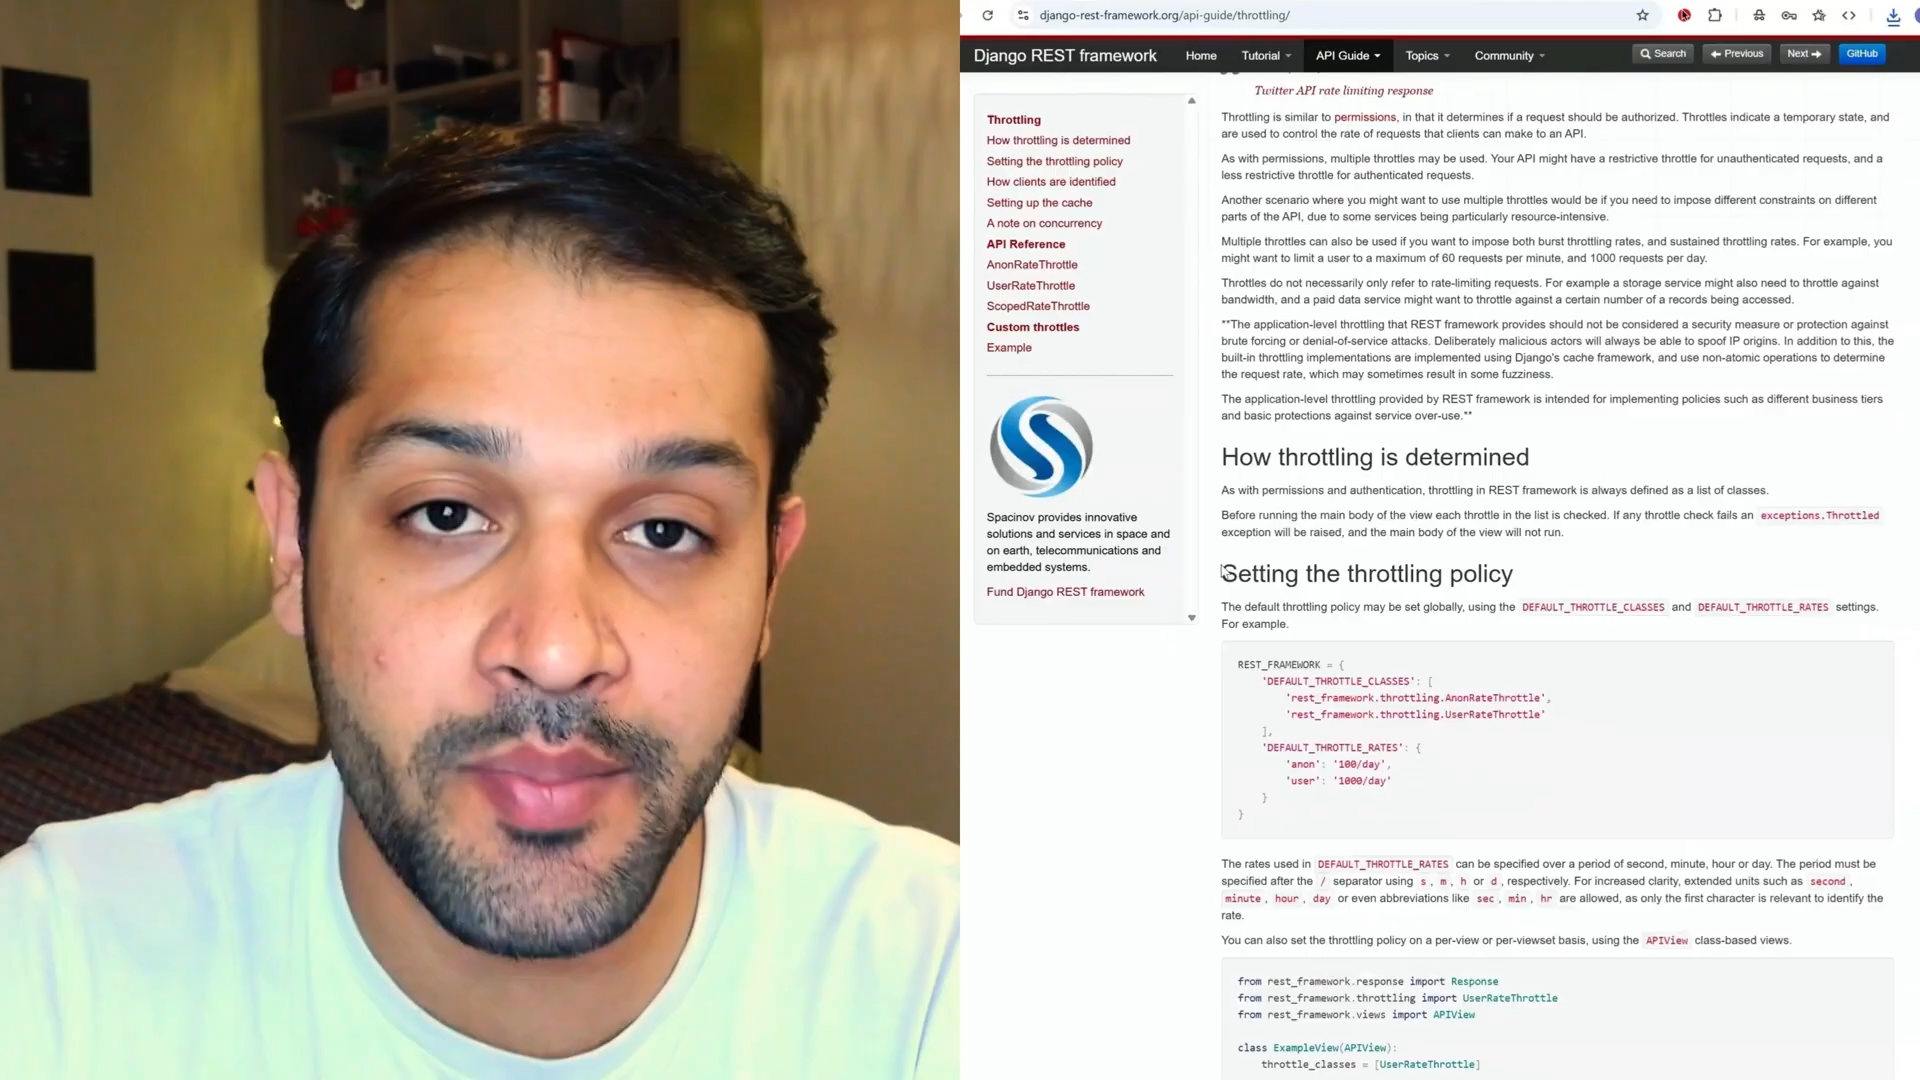 django-rest-framework.org/api-guide/throttling/
Django REST framework
Home
Tutorial
API Guide
Topics
Community
Search
Previous
Next
GitHub
Throttling
How throttling is determined
Setting the throttling policy
How clients are identified
Setting up the cache
A note on concurrency
API Reference
AnonRateThrottle
UserRateThrottle
ScopedRateThrottle
Custom throttles
Example
Spacinov provides innovative
solutions and services in space and
on earth, telecommunications and
embedded systems.
Fund Django REST framework
Twitter API rate limiting response
Throttling is similar to permissions, in that it determines if a request should be authorized. Throttles indicate a temporary state, and
are used to control the rate of requests that clients can make to an API.
As with permissions, multiple throttles may be used. Your API might have a restrictive throttle for unauthenticated requests, and a
less restrictive throttle for authenticated requests.
Another scenario where you might want to use multiple throttles would be if you need to impose different constraints on different
parts of the API, due to some services being particularly resource-intensive.
Multiple throttles can also be used if you want to impose both burst throttling rates, and sustained throttling rates. For example, you
might want to limit a user to a maximum of 60 requests per minute, and 1000 requests per day.
Throttles do not necessarily only refer to rate-limiting requests. For example a storage service might also need to throttle against
bandwidth, and a paid data service might want to throttle against a certain number of a records being accessed.
**The application-level throttling that REST framework provides should not be considered a security measure or protection against
brute forcing or denial-of-service attacks. Deliberately malicious actors will always be able to spoof IP origins. In addition to this, the
built-in throttling implementations are implemented using Django's cache framework, and use non-atomic operations to determine
the request rate, which may sometimes result in some fuzziness.
The application-level throttling provided by REST framework is intended for implementing policies such as different business tiers
and basic protections against service over-use.**
How throttling is determined
As with permissions and authentication, throttling in REST framework is always defined as a list of classes.
Before running the main body of the view each throttle in the list is checked. If any throttle check fails an exceptions.Throttled
exception will be raised, and the main body of the view will not run.
Setting the throttling policy
The default throttling policy may be set globally, using the DEFAULT_THROTTLE_CLASSES and DEFAULT_THROTTLE_RATES settings.
For example.
REST_FRAMEWORK = {
'DEFAULT_THROTTLE_CLASSES': [
'rest_framework.throttling.AnonRateThrottle',
'rest_framework.throttling.UserRateThrottle'
],
'DEFAULT_THROTTLE_RATES': {
'anon': '100/day',
'user': '1000/day'
}
}
The rates used in DEFAULT_THROTTLE_RATES can be specified over a period of second, minute, hour or day. The period must be
specified after the / separator using s, m, h or d, respectively. For increased clarity, extended units such as second,
minute, hour, day or even abbreviations like sec, min, hr are allowed, as only the first character is relevant to identify the
rate.
You can also set the throttling policy on a per-view or per-viewset basis, using the APIView class-based views.
from rest_framework.response import Response
from rest_framework.throttling import UserRateThrottle
from rest_framework.views import APIView
class ExampleView(APIView):
throttle_classes = [UserRateThrottle]